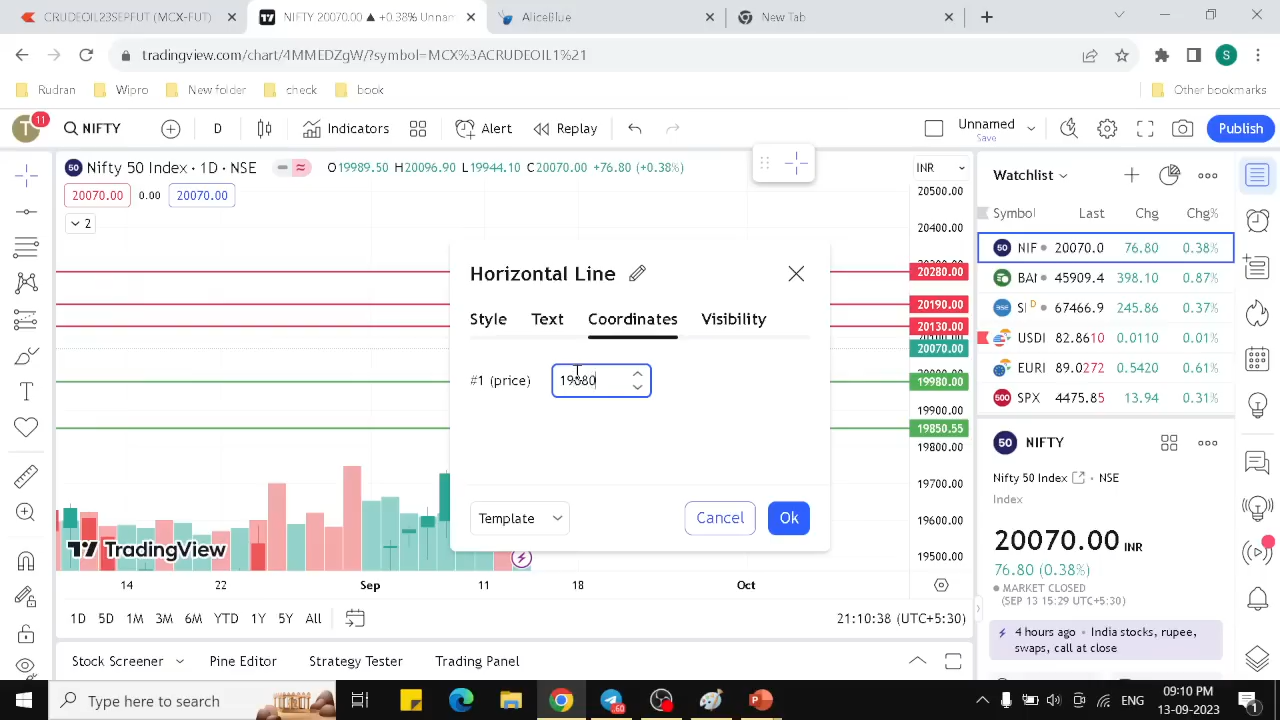 CRUDEOIL23SEPFUT (MCX-FUT)
NIFTY 20070.00 ▲ +0.38% Unnam
AliceBlue
New Tab
tradingview.com/chart/4MMEDZgW/?symbol=MCX%3ACRUDEOIL1%21
S
Rudran
Wipro
New folder
check
book
Other bookmarks
T
11
NIFTY
D
Indicators
Alert
Replay
Unnamed
Save
Publish
50 Nifty 50 Index · 1D · NSE
O19989.50 H20096.90 L19944.10 C20070.00 +76.80 (+0.38%)
20070.00 0.00 20070.00
2
INR
20500.00
20400.00
20280.00
20190.00
20130.00
20070.00
19980.00
19900.00
19850.55
19800.00
19700.00
19600.00
19500.00
Horizontal Line
Style
Text
Coordinates
Visibility
#1 (price)
Template
Cancel
Ok
TradingView
14 22 Sep 11 18 Oct
1D 5D 1M 3M 6M YTD 1Y 5Y All
21:10:38 (UTC+5:30)
Stock Screener
Pine Editor
Strategy Tester
Trading Panel
Watchlist
Symbol Last Chg Chg%
50 NIF 20070.0 76.80 0.38%
BAI 45909.4 398.10 0.87%
D 67466.9 245.86 0.37%
USDI 82.8610 0.0110 0.01%
EURI 89.0272 0.5420 0.61%
500 SPX 4475.85 13.94 0.31%
50 NIFTY
Nifty 50 Index · NSE
Index
20070.00 INR
76.80 (0.38%)
MARKET CLOSED
(SEP 13 15:29 UTC+5:30)
4 hours ago · India stocks, rupee,
swaps, call at close
Type here to search
ENG
09:10 PM
13-09-2023
1